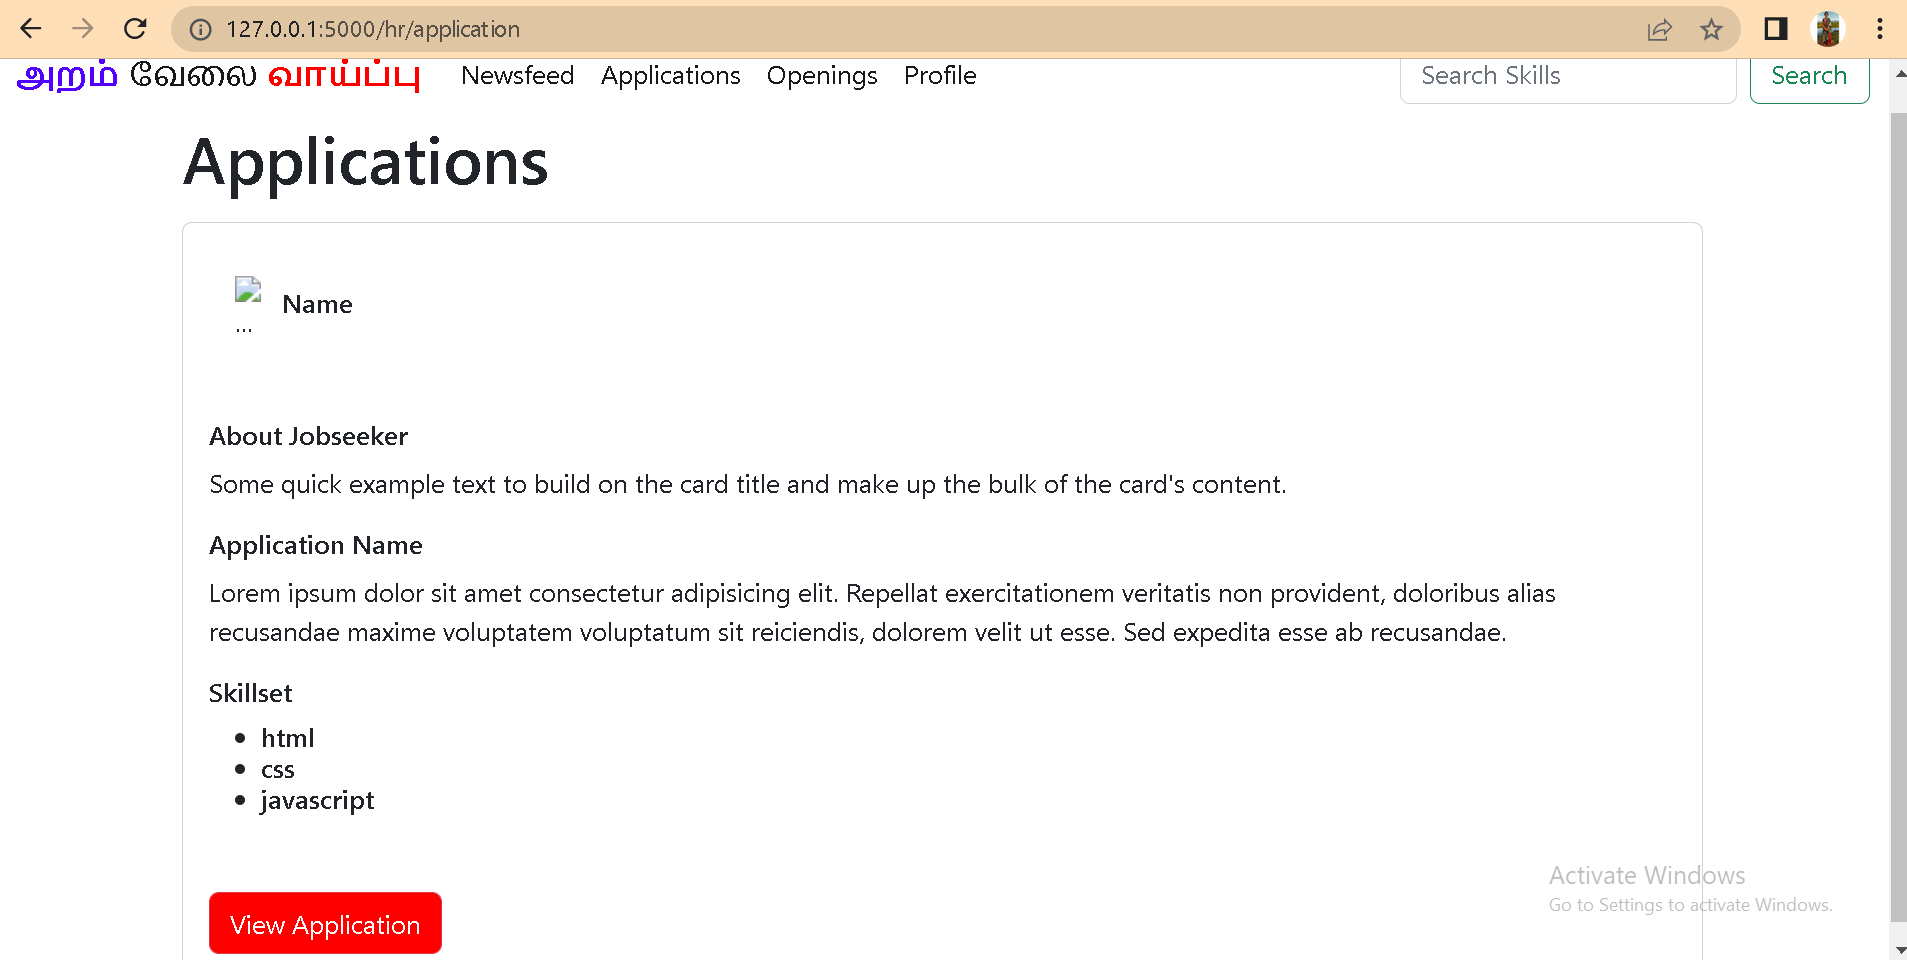 127.0.0.1:5000/hr/application
அறம் வேலை வாய்ப்பு Newsfeed Applications Openings Profile Search Skills Search
Applications
Name
...
About Jobseeker
Some quick example text to build on the card title and make up the bulk of the card's content.
Application Name
Lorem ipsum dolor sit amet consectetur adipisicing elit. Repellat exercitationem veritatis non provident, doloribus alias
recusandae maxime voluptatem voluptatum sit reiciendis, dolorem velit ut esse. Sed expedita esse ab recusandae.
Skillset
html
css
javascript
View Application
Activate Windows
Go to Settings to activate Windows.